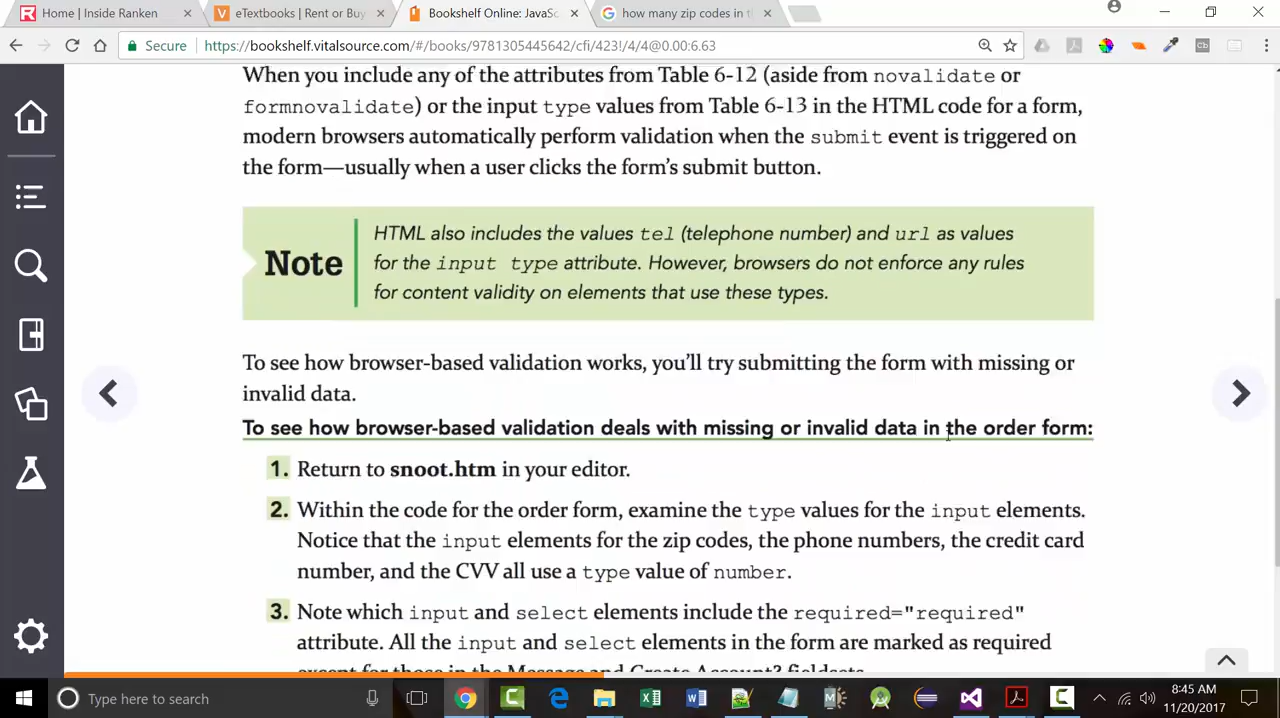 Home | Inside Ranken
eTextbooks | Rent or Buy
Bookshelf Online: JavaSc
how many zip codes in t
Secure
https://bookshelf.vitalsource.com/#/books/9781305445642/cfi/423!/4/4@0.00:6.63
When you include any of the attributes from Table 6-12 (aside from novalidate or
formnovalidate) or the input type values from Table 6-13 in the HTML code for a form,
modern browsers automatically perform validation when the submit event is triggered on
the form—usually when a user clicks the form's submit button.
Note
HTML also includes the values tel (telephone number) and url as values
for the input type attribute. However, browsers do not enforce any rules
for content validity on elements that use these types.
To see how browser-based validation works, you'll try submitting the form with missing or
invalid data.
To see how browser-based validation deals with missing or invalid data in the order form:
1. Return to snoot.htm in your editor.
2. Within the code for the order form, examine the type values for the input elements.
Notice that the input elements for the zip codes, the phone numbers, the credit card
number, and the CVV all use a type value of number.
3. Note which input and select elements include the required="required"
attribute. All the input and select elements in the form are marked as required
except for those in the Message and Create Account? fieldsets.
Type here to search
8:45 AM
11/20/2017